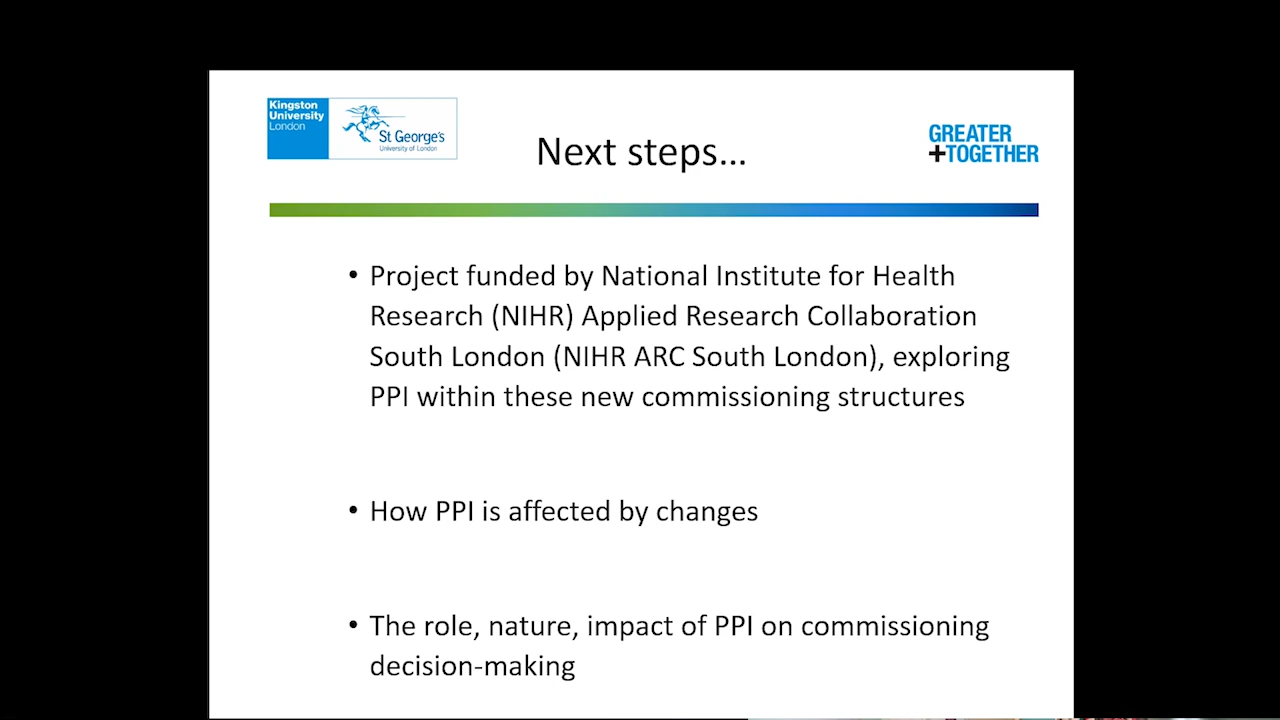 Kingston
University
London
St George's
University of London
Next steps...
GREATER
+TOGETHER
• Project funded by National Institute for Health
Research (NIHR) Applied Research Collaboration
South London (NIHR ARC South London), exploring
PPI within these new commissioning structures
• How PPI is affected by changes
• The role, nature, impact of PPI on commissioning
decision-making